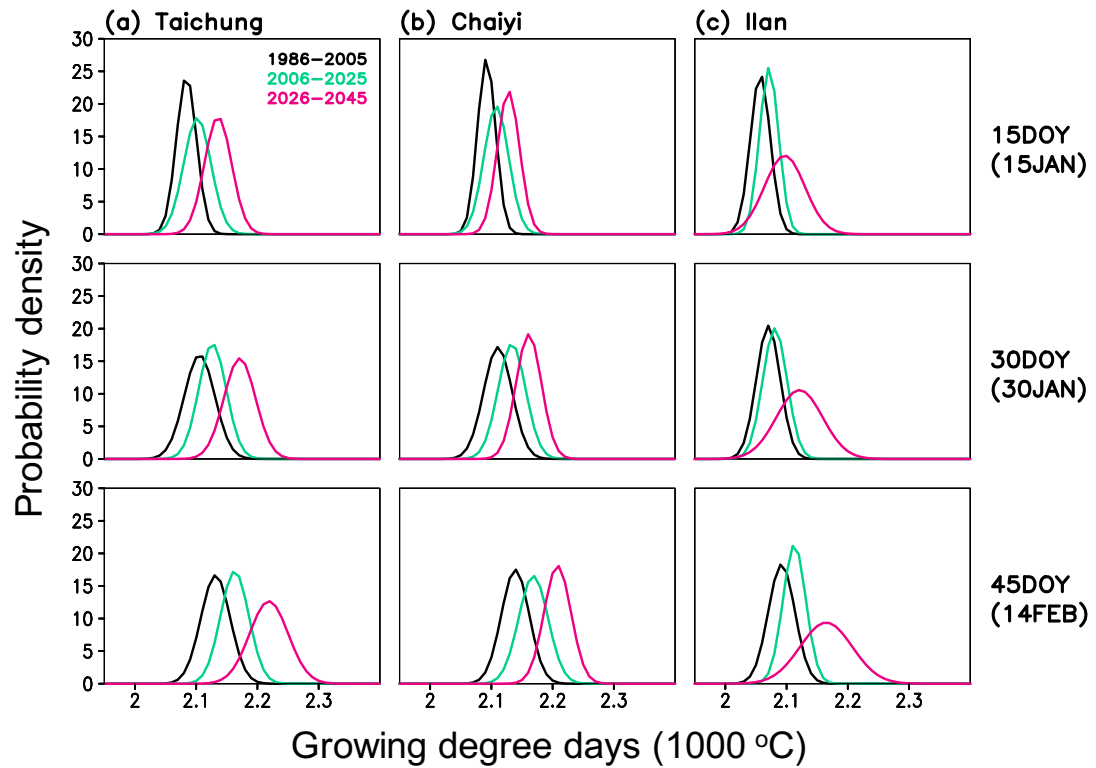 (a) Taichung
(b) Chaiyi
(c) Ilan
30
25
20
15
10
5
0
1986-2005
2006-2025
2026-2045
15DOY
(15JAN)
30
25
20
15
10
5
0
30DOY
(30JAN)
30
25
20
15
10
5
0
45DOY
(14FEB)
2 2.1 2.2 2.3
2 2.1 2.2 2.3
2 2.1 2.2 2.3
Probability density
Growing degree days (1000 °C)